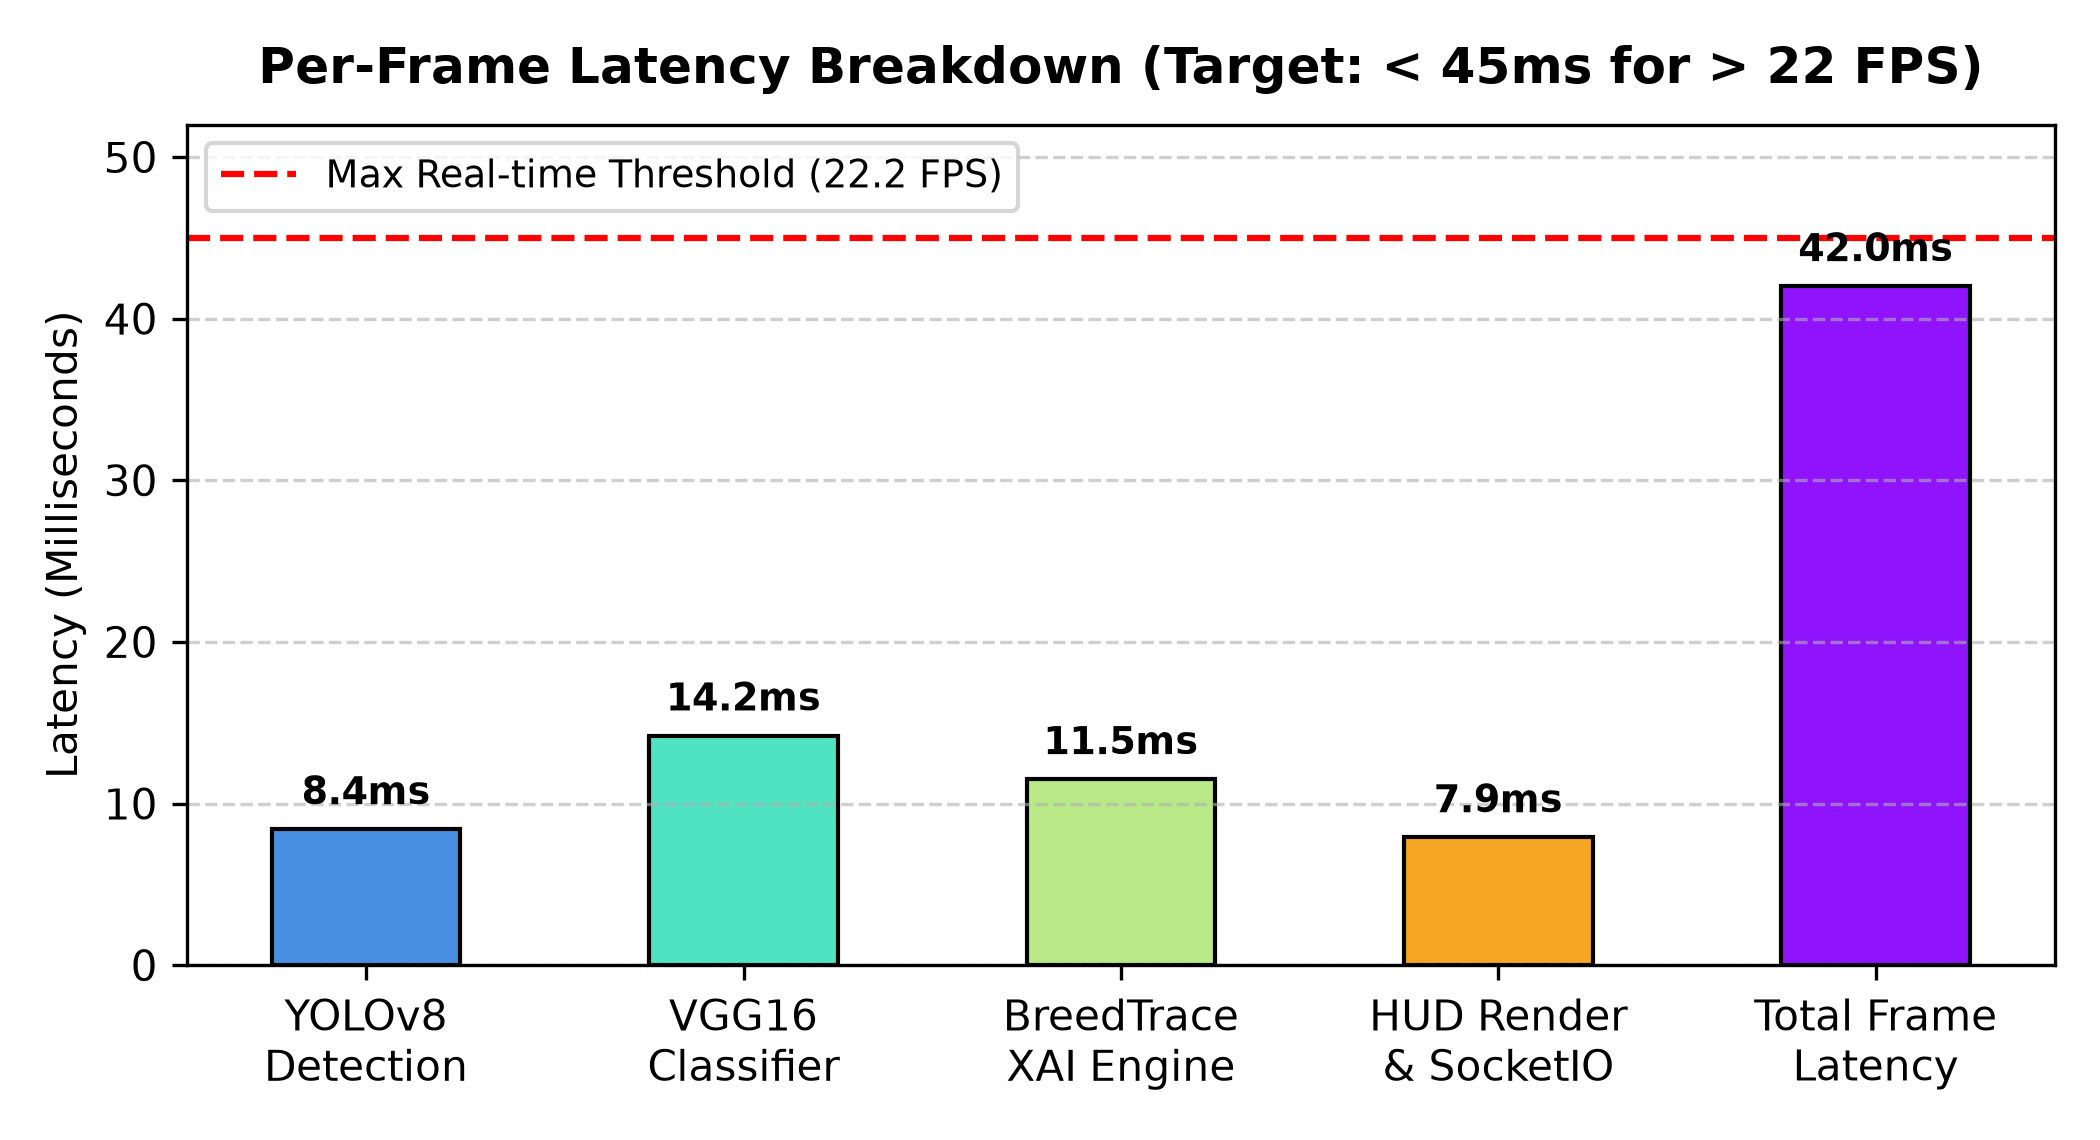 Per-Frame Latency Breakdown (Target: < 45ms for > 22 FPS)
Max Real-time Threshold (22.2 FPS)
Latency (Milliseconds)
50
40
30
20
10
0
8.4ms
14.2ms
11.5ms
7.9ms
42.0ms
YOLOv8
Detection
VGG16
Classifier
BreedTrace
XAI Engine
HUD Render
& SocketIO
Total Frame
Latency